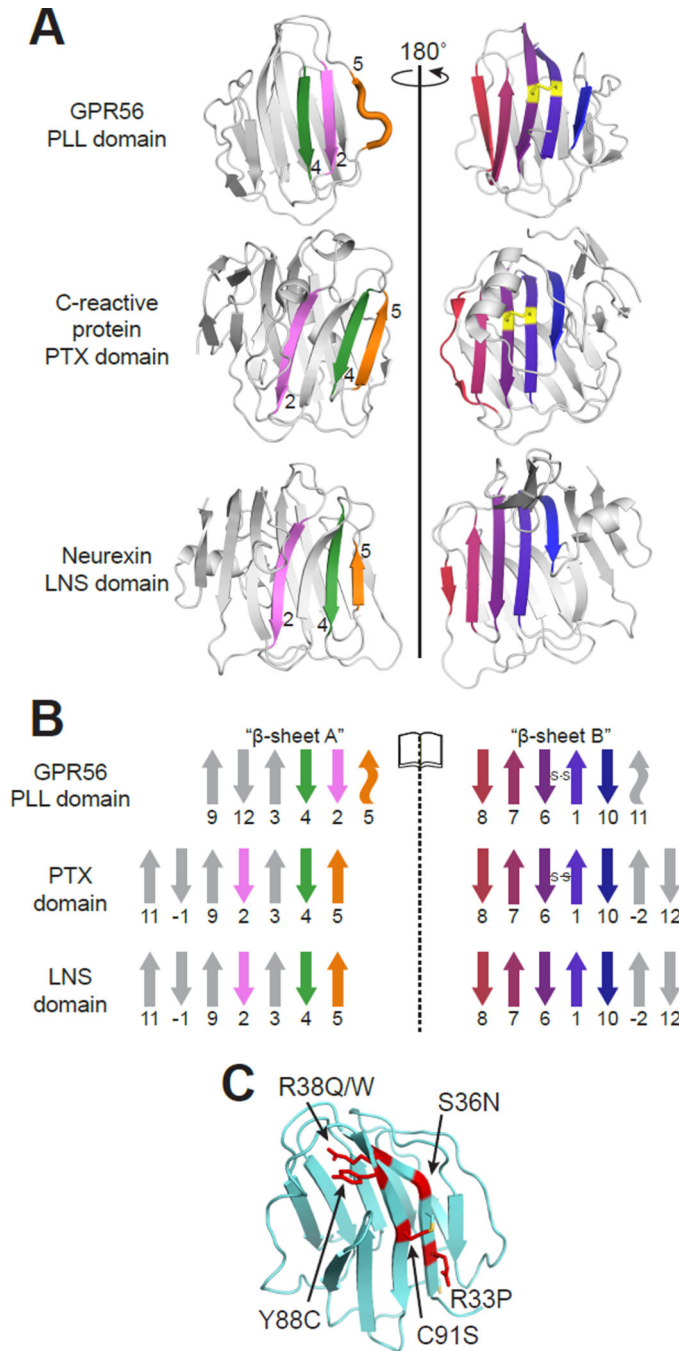 A
180°
GPR56
PLL domain
5
4
2
C-reactive
protein
PTX domain
5
4
2
Neurexin
LNS domain
5
4
2
B
"β-sheet A"
"β-sheet B"
GPR56
PLL domain
S-S
9 12 3 4 2 5
8 7 6 1 10 11
PTX
domain
S-S
11 -1 9 2 3 4 5
8 7 6 1 10 -2 12
LNS
domain
11 -1 9 2 3 4 5
8 7 6 1 10 -2 12
C
R38Q/W
S36N
R33P
Y88C
C91S